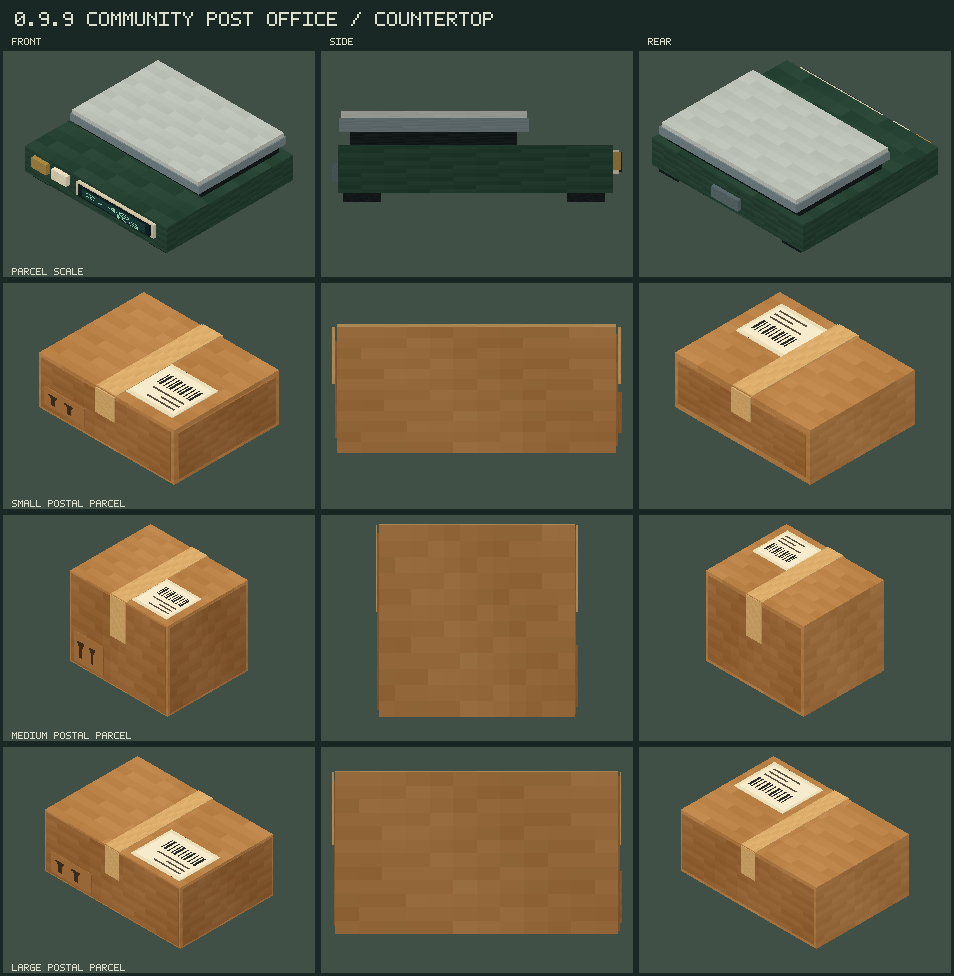 0.9.9 COMMUNITY POST OFFICE / COUNTERTOP
FRONT
SIDE
REAR
PARCEL SCALE
SMALL POSTAL PARCEL
MEDIUM POSTAL PARCEL
LARGE POSTAL PARCEL